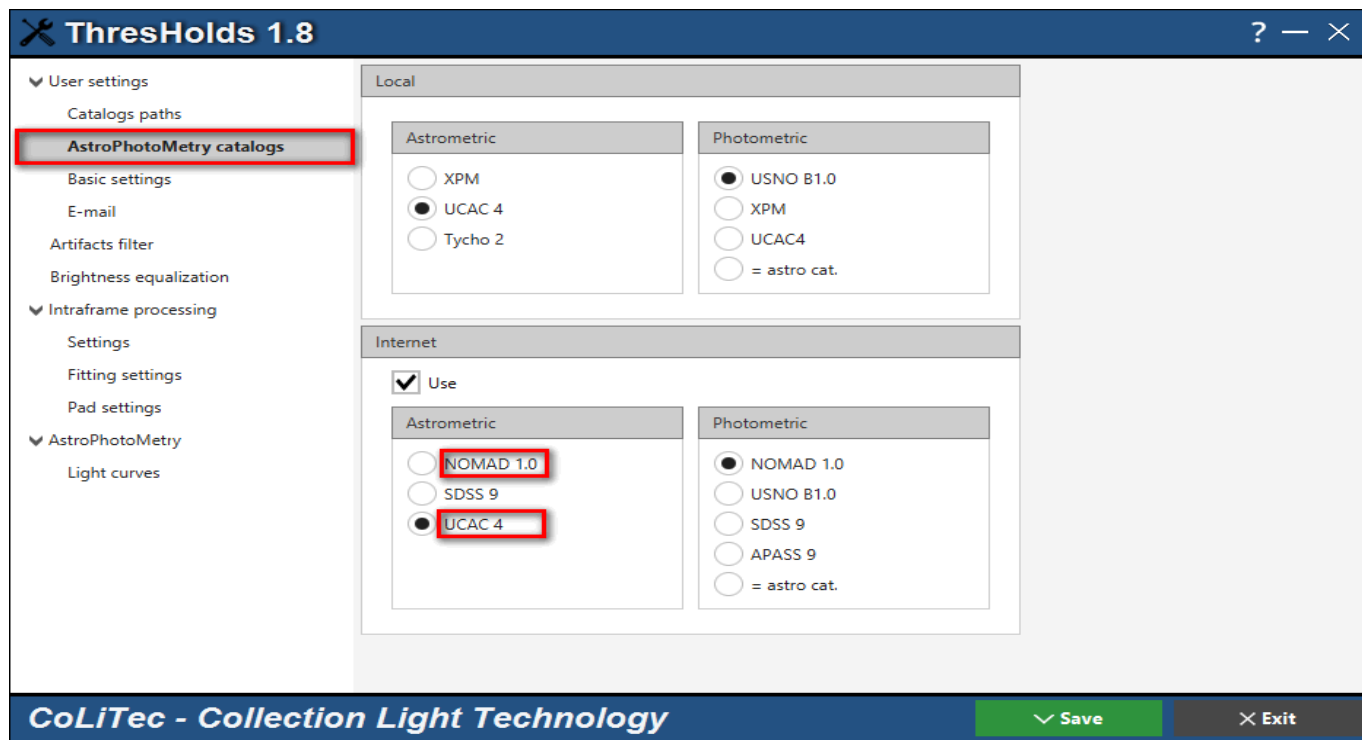 ThresHolds 1.8
?
User settings
Catalogs paths
AstroPhotoMetry catalogs
Basic settings
E-mail
Artifacts filter
Brightness equalization
Intraframe processing
Settings
Fitting settings
Pad settings
AstroPhotoMetry
Light curves
Local
Astrometric
XPM
UCAC 4
Tycho 2
Photometric
USNO B1.0
XPM
UCAC4
= astro cat.
Internet
Use
Astrometric
NOMAD 1.0
SDSS 9
UCAC 4
Photometric
NOMAD 1.0
USNO B1.0
SDSS 9
APASS 9
= astro cat.
CoLiTec - Collection Light Technology
Save
Exit